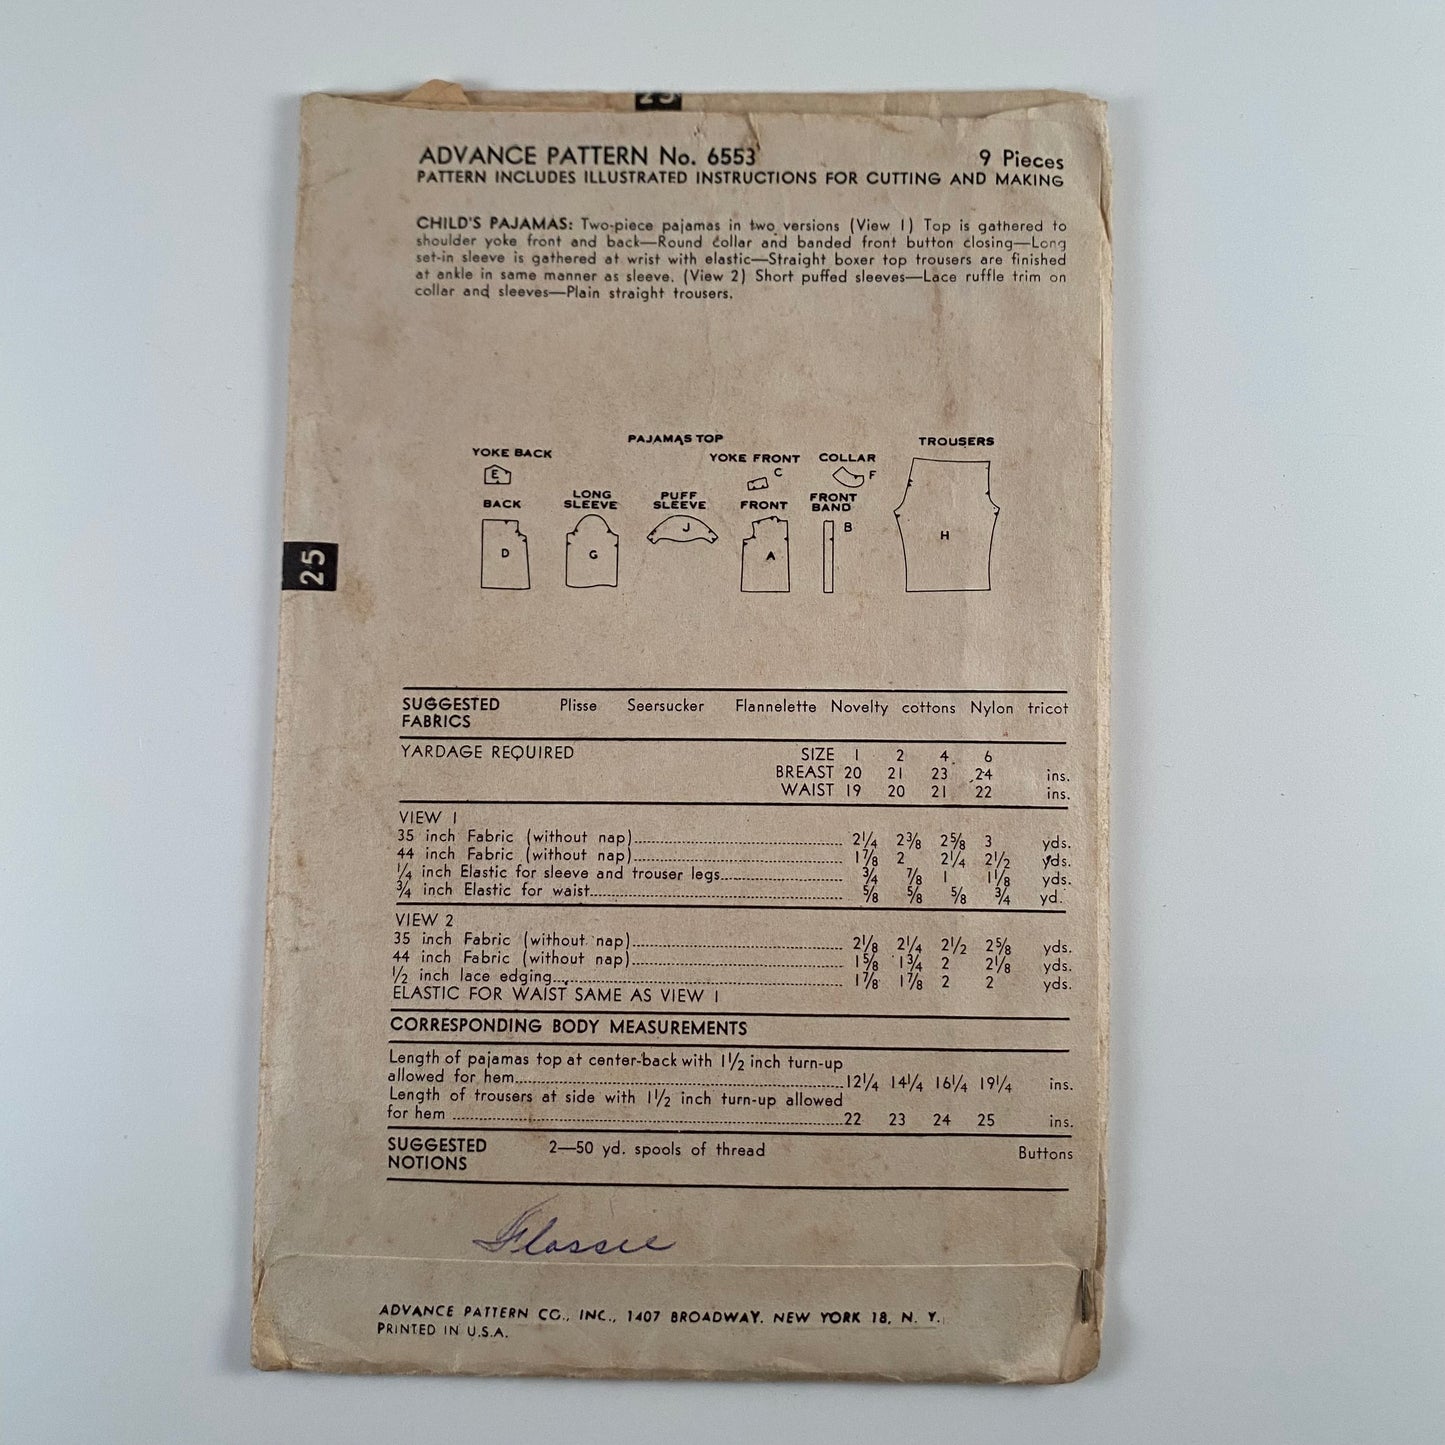 25
ADVANCE PATTERN No. 6553 9 Pieces
PATTERN INCLUDES ILLUSTRATED INSTRUCTIONS FOR CUTTING AND MAKING
CHILD'S PAJAMAS: Two-piece pajamas in two versions (View 1) Top is gathered to
shoulder yoke front and back—Round collar and banded front button closing—Long
set-in sleeve is gathered at wrist with elastic—Straight boxer top trousers are finished
at ankle in same manner as sleeve. (View 2) Short puffed sleeves—Lace ruffle trim on
collar and sleeves—Plain straight trousers.
PAJAMAS TOP TROUSERS
YOKE BACK YOKE FRONT COLLAR
E C F
BACK LONG SLEEVE PUFF SLEEVE FRONT FRONT BAND
D G J A B H
25
SUGGESTED FABRICS Plisse Seersucker Flannelette Novelty cottons Nylon tricot
YARDAGE REQUIRED SIZE 1 2 4 6
BREAST 20 21 23 24 ins.
WAIST 19 20 21 22 ins.
VIEW 1
35 inch Fabric (without nap) 2¼ 2⅜ 2⅝ 3 yds.
44 inch Fabric (without nap) 1⅞ 2 2¼ 2½ yds.
¼ inch Elastic for sleeve and trouser legs ¾ ⅞ 1 1⅛ yds.
¾ inch Elastic for waist ⅝ ⅝ ⅝ ¾ yd.
VIEW 2
35 inch Fabric (without nap) 2⅛ 2¼ 2½ 2⅝ yds.
44 inch Fabric (without nap) 1⅝ 1¾ 2 2⅛ yds.
½ inch lace edging 1⅞ 1⅞ 2 2 yds.
ELASTIC FOR WAIST SAME AS VIEW 1
CORRESPONDING BODY MEASUREMENTS
Length of pajamas top at center-back with 1½ inch turn-up
allowed for hem 12¼ 14¼ 16¼ 19¼ ins.
Length of trousers at side with 1½ inch turn-up allowed
for hem 22 23 24 25 ins.
SUGGESTED NOTIONS 2—50 yd. spools of thread Buttons
Flossee
ADVANCE PATTERN CO., INC., 1407 BROADWAY. NEW YORK 18, N. Y.
PRINTED IN U.S.A.